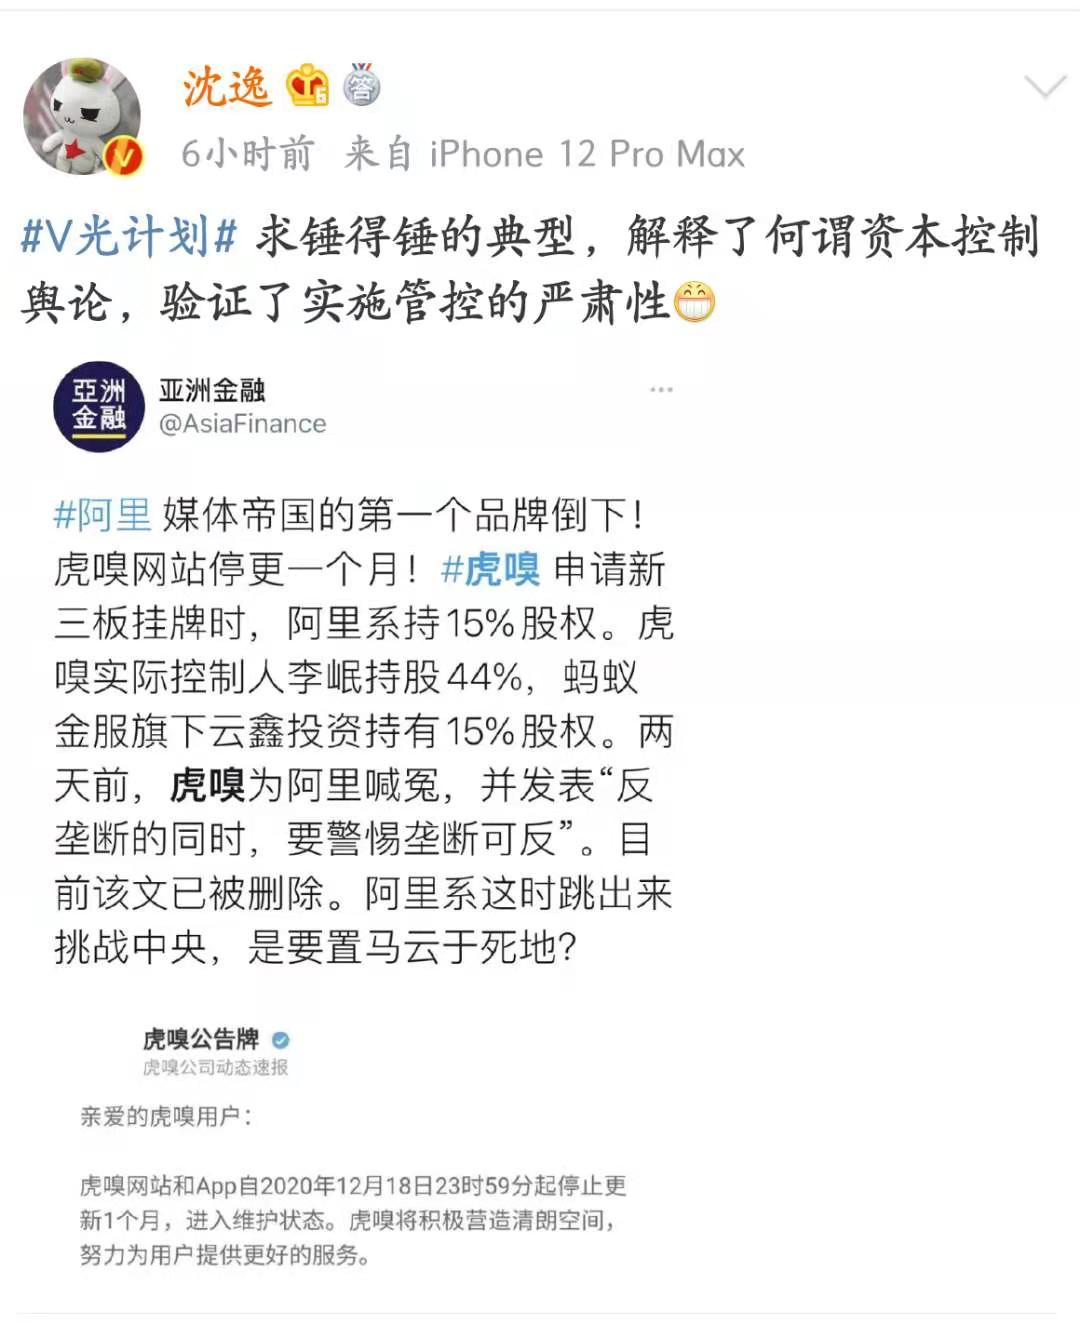 沈逸 6 答
6小时前 来自 iPhone 12 Pro Max
#V光计划# 求锤得锤的典型，解释了何谓资本控制
舆论，验证了实施管控的严肃性
亞洲
金融
亚洲金融
@AsiaFinance
#阿里 媒体帝国的第一个品牌倒下！
虎嗅网站停更一个月！#虎嗅 申请新
三板挂牌时，阿里系持15%股权。虎
嗅实际控制人李岷持股44%，蚂蚁
金服旗下云鑫投资持有15%股权。两
天前，虎嗅为阿里喊冤，并发表“反
垄断的同时，要警惕垄断可反”。目
前该文已被删除。阿里系这时跳出来
挑战中央，是要置马云于死地？
虎嗅公告牌
虎嗅公司动态速报
亲爱的虎嗅用户：
虎嗅网站和App自2020年12月18日23时59分起停止更
新1个月，进入维护状态。虎嗅将积极营造清朗空间，
努力为用户提供更好的服务。